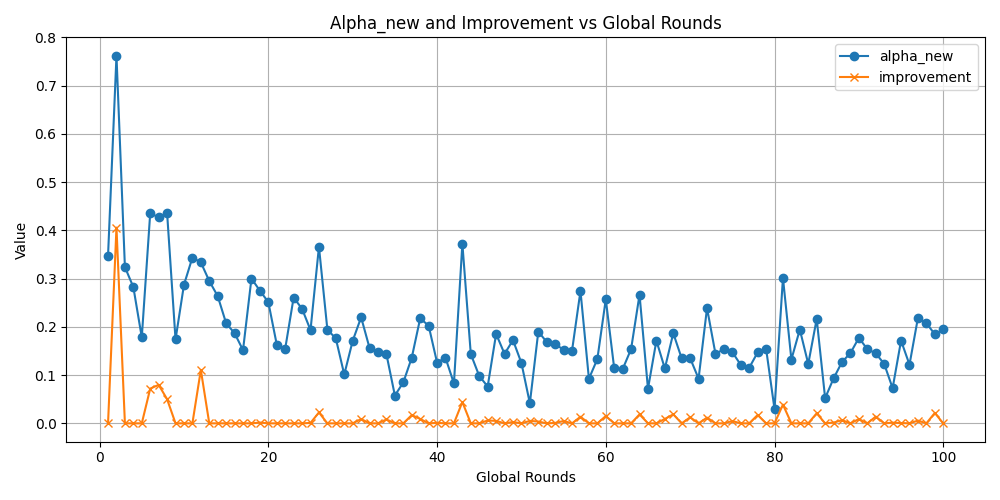 Alpha_new and Improvement vs Global Rounds
alpha_new
improvement
Value
0.8
0.7
0.6
0.5
0.4
0.3
0.2
0.1
0.0
0 20 40 60 80 100
Global Rounds